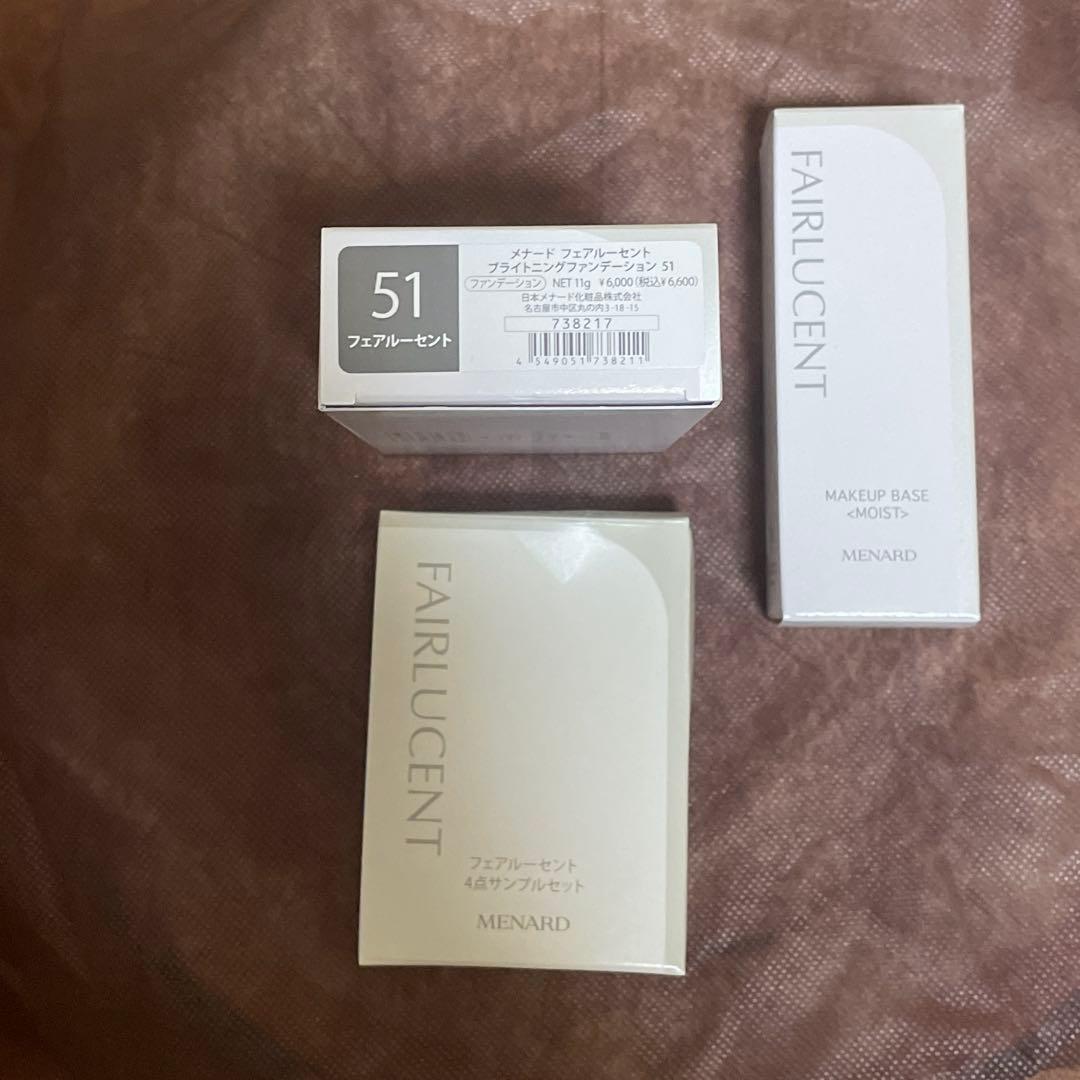 51
フェアルーセント
メナード フェアルーセント
ブライトニングファンデーション 51
ファンデーション NET 11g ¥6,000(税込¥6,600)
日本メナード化粧品株式会社
名古屋市中区丸の内3-18-15
738217
4 549051 738211
FAIRLUCENT
MAKEUP BASE
<MOIST>
MENARD
FAIRLUCENT
フェアルーセント
4点サンプルセット
MENARD